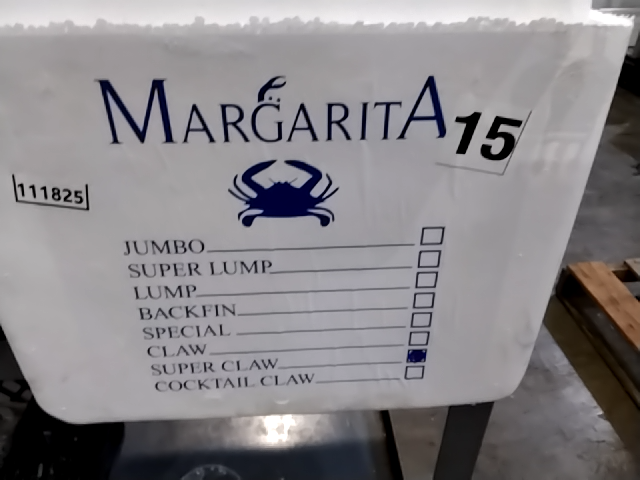 MARGARITA
15
111825
JUMBO
SUPER LUMP
LUMP
BACKFIN
SPECIAL
CLAW
SUPER CLAW
COCKTAIL CLAW